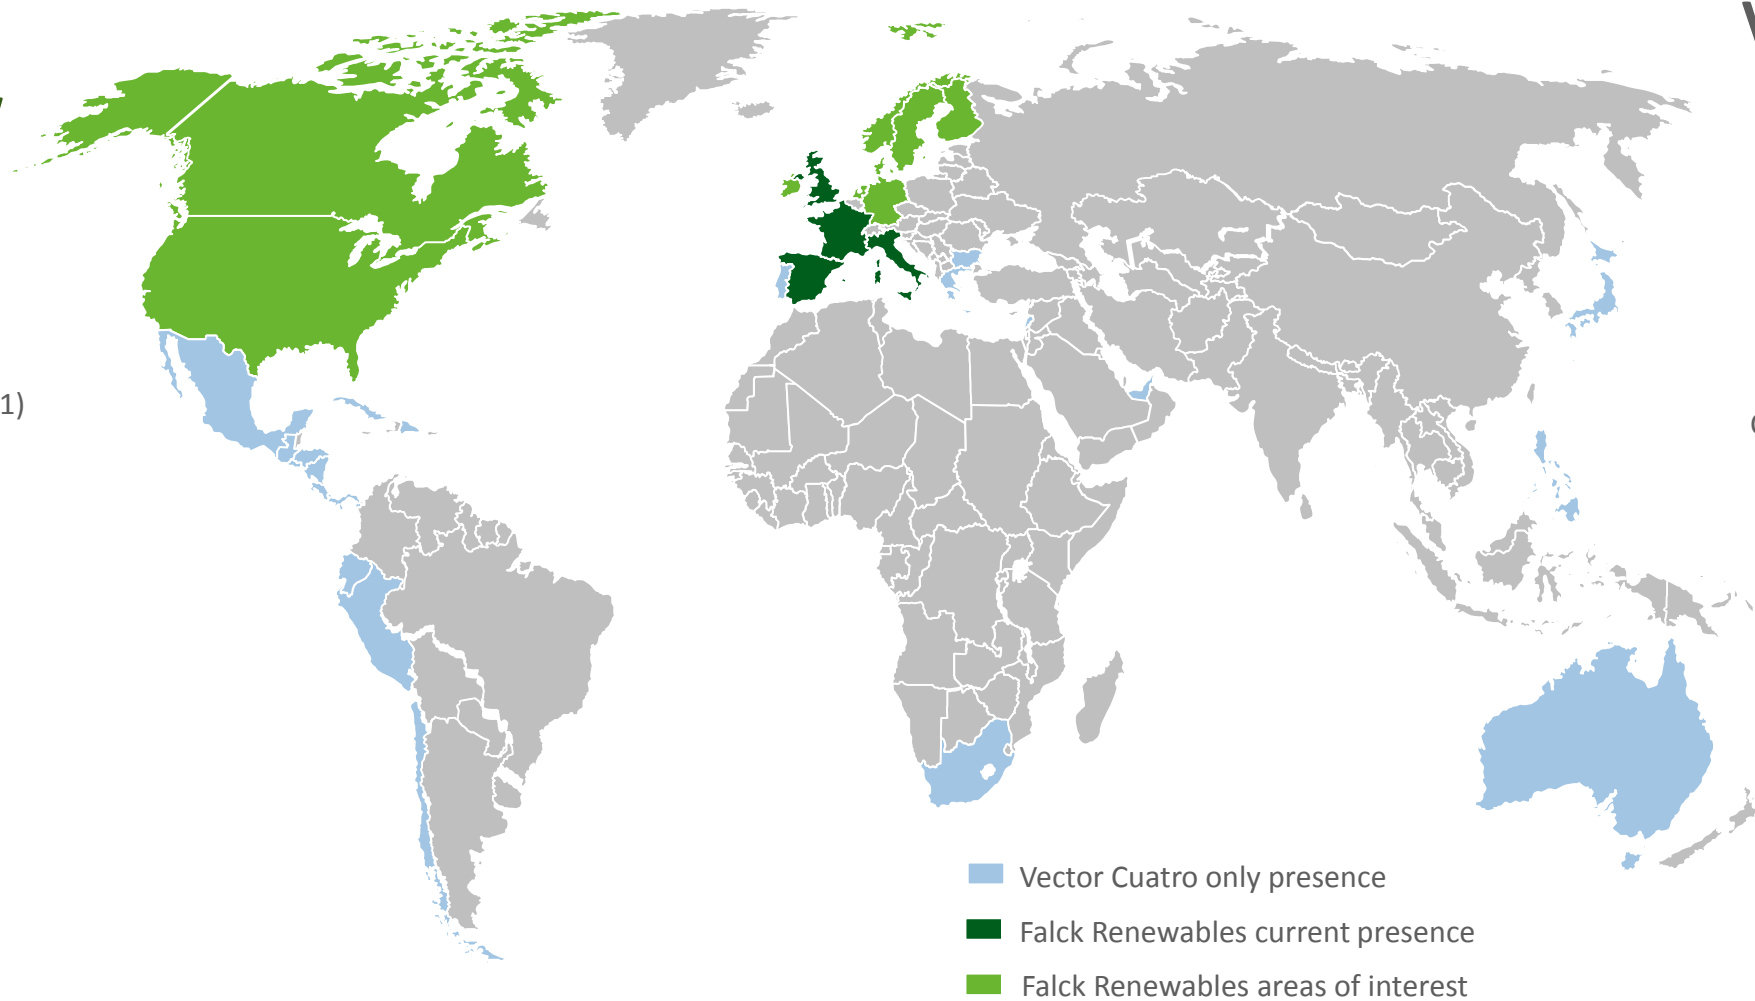 1)
Vector Cuatro only presence
Falck Renewables current presence
Falck Renewables areas of interest